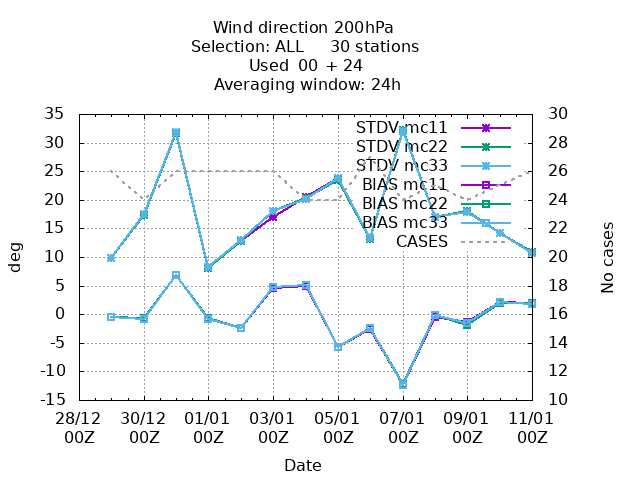 Wind direction 200hPa
Selection: ALL 30 stations
Used 00 + 24
Averaging window: 24h
35
30
25
20
15
10
5
0
-5
-10
-15
30
28
26
24
22
20
18
16
14
12
10
STDV mc11
STDV mc22
STDV mc33
BIAS mc11
BIAS mc22
BIAS mc33
CASES
deg
No cases
28/12 30/12 01/01 03/01 05/01 07/01 09/01 11/01
00Z 00Z 00Z 00Z 00Z 00Z 00Z 00Z
Date